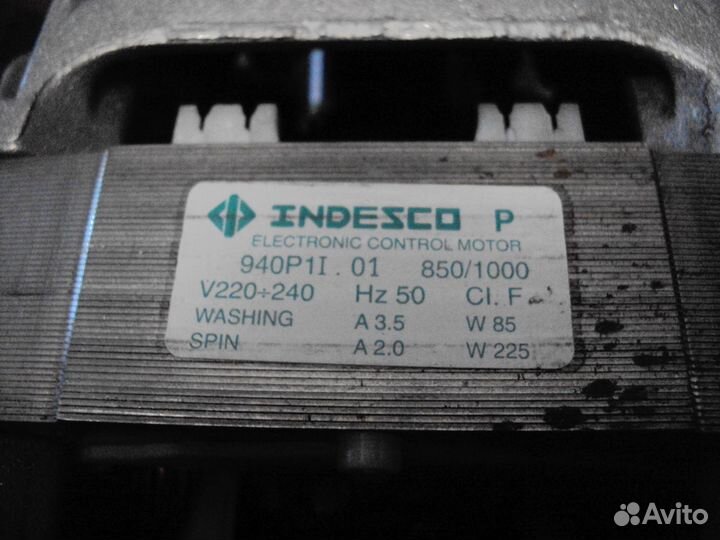 INDESCO P
ELECTRONIC CONTROL MOTOR
940P1I.01 850/1000
V220÷240 Hz 50 Cl. F
WASHING A 3.5 W 85
SPIN A 2.0 W 225
Avito